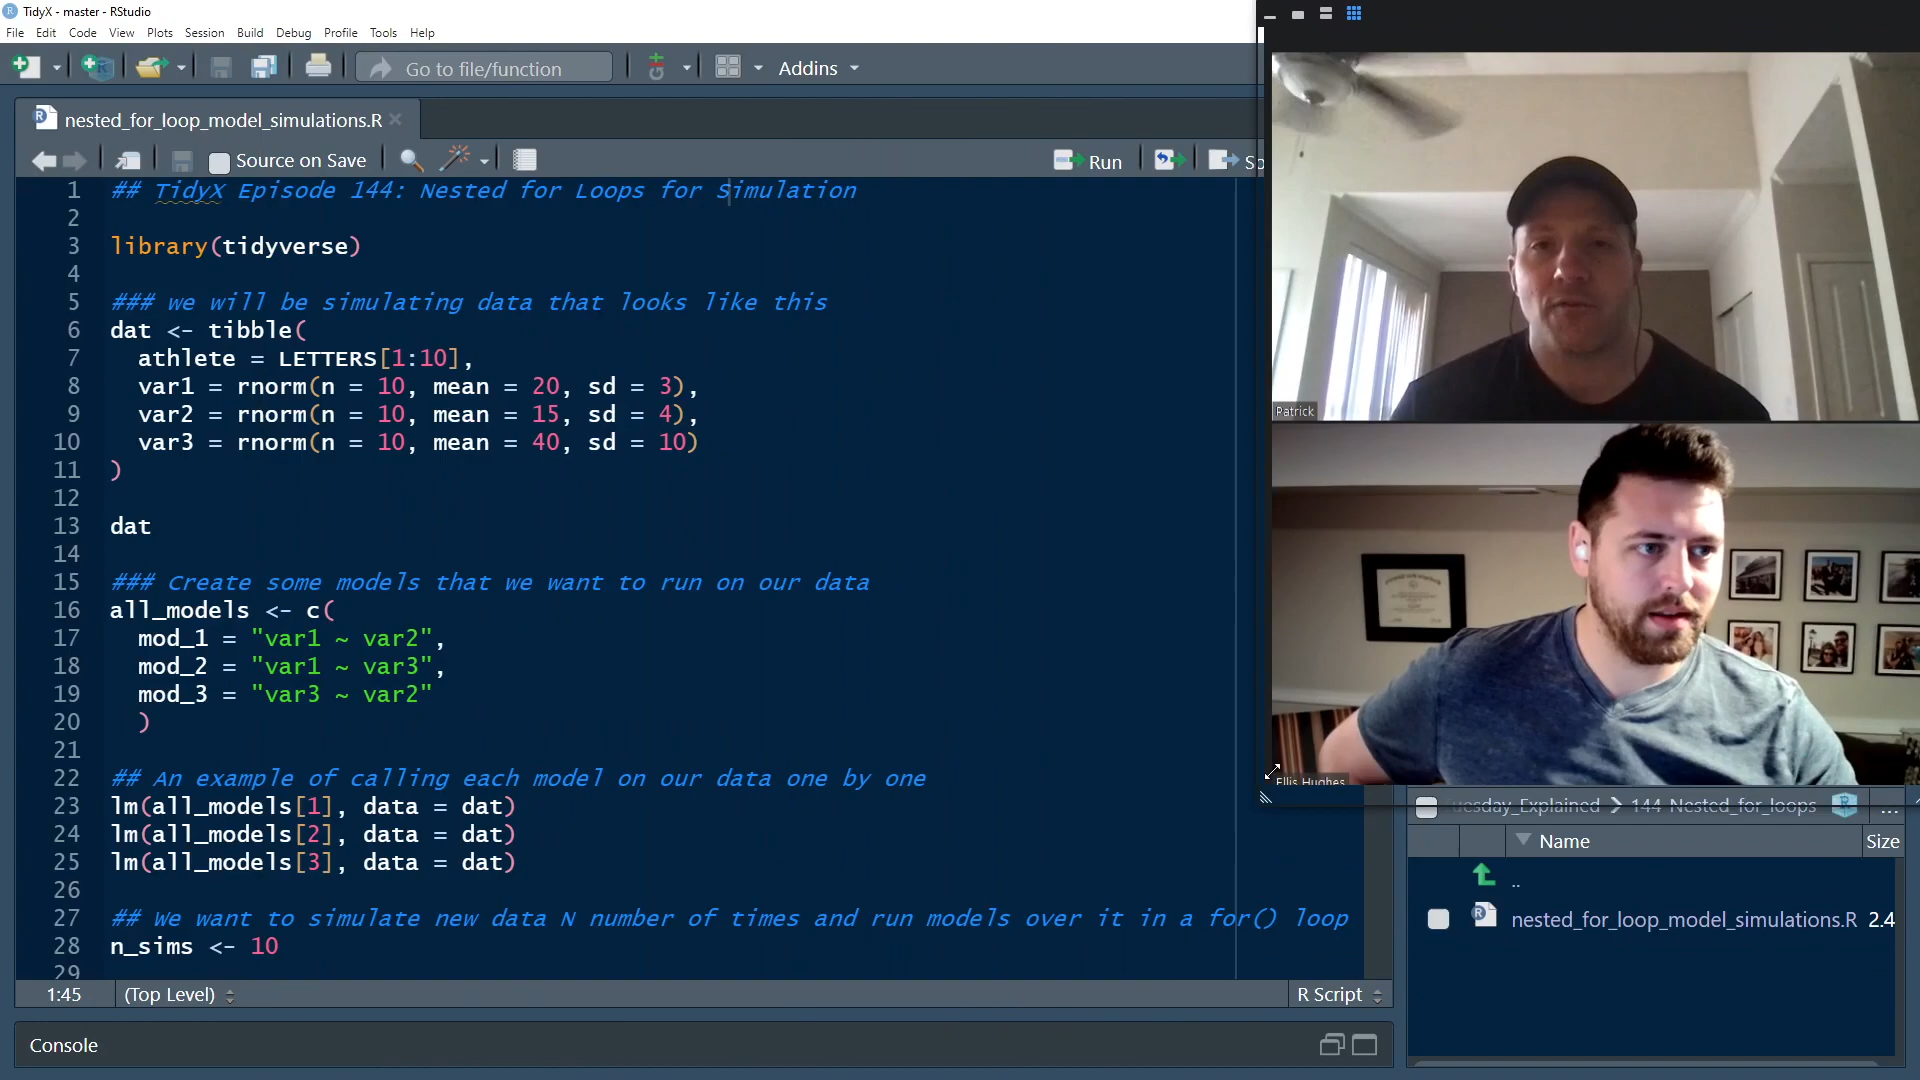 TidyX - master - RStudio
File Edit Code View Plots Session Build Debug Profile Tools Help
Go to file/function Addins
nested_for_loop_model_simulations.R
Source on Save Run
1 ## TidyX Episode 144: Nested for Loops for Simulation
2
3 library(tidyverse)
4
5 ### we will be simulating data that looks like this
6 dat <- tibble(
7 athlete = LETTERS[1:10],
8 var1 = rnorm(n = 10, mean = 20, sd = 3),
9 var2 = rnorm(n = 10, mean = 15, sd = 4),
10 var3 = rnorm(n = 10, mean = 40, sd = 10)
11 )
12
13 dat
14
15 ### Create some models that we want to run on our data
16 all_models <- c(
17 mod_1 = "var1 ~ var2",
18 mod_2 = "var1 ~ var3",
19 mod_3 = "var3 ~ var2"
20 )
21
22 ## An example of calling each model on our data one by one
23 lm(all_models[1], data = dat)
24 lm(all_models[2], data = dat)
25 lm(all_models[3], data = dat)
26
27 ## We want to simulate new data N number of times and run models over it in a for() loop
28 n_sims <- 10
29
1:45 (Top Level) R Script
Console
Patrick
Ellis Hughes
uesday_Explained 144_Nested_for_loops ...
Name Size
..
nested_for_loop_model_simulations.R 2.4